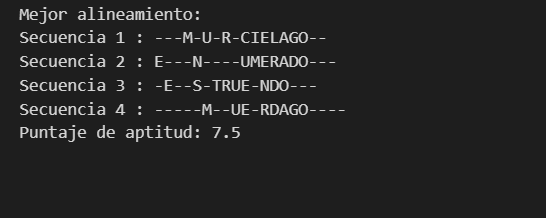 Mejor alineamiento:
Secuencia 1 : ---M-U-R-CIELAGO--
Secuencia 2 : E---N----UMERADO---
Secuencia 3 : -E--S-TRUE-NDO---
Secuencia 4 : -----M--UE-RDAGO----
Puntaje de aptitud: 7.5